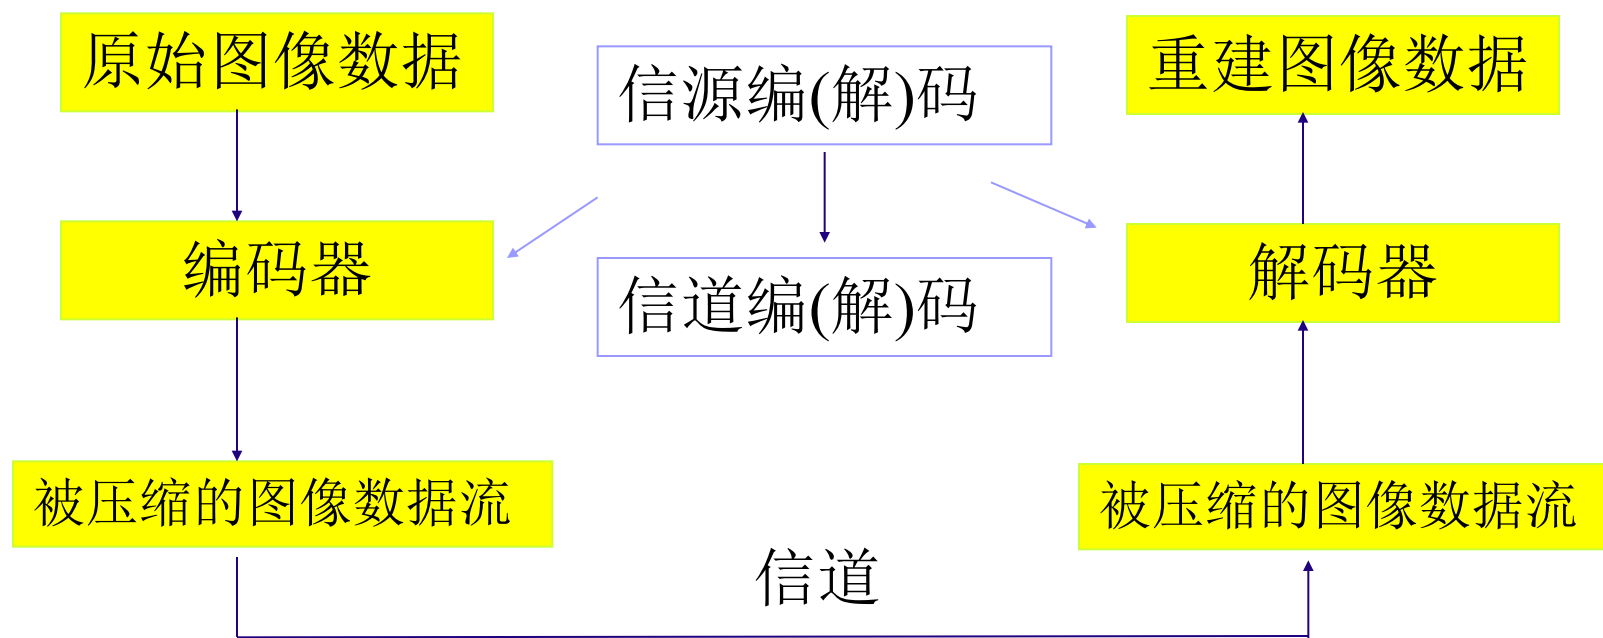 原始图像数据
信源编(解)码
重建图像数据
编码器
信道编(解)码
解码器
被压缩的图像数据流
被压缩的图像数据流
信道